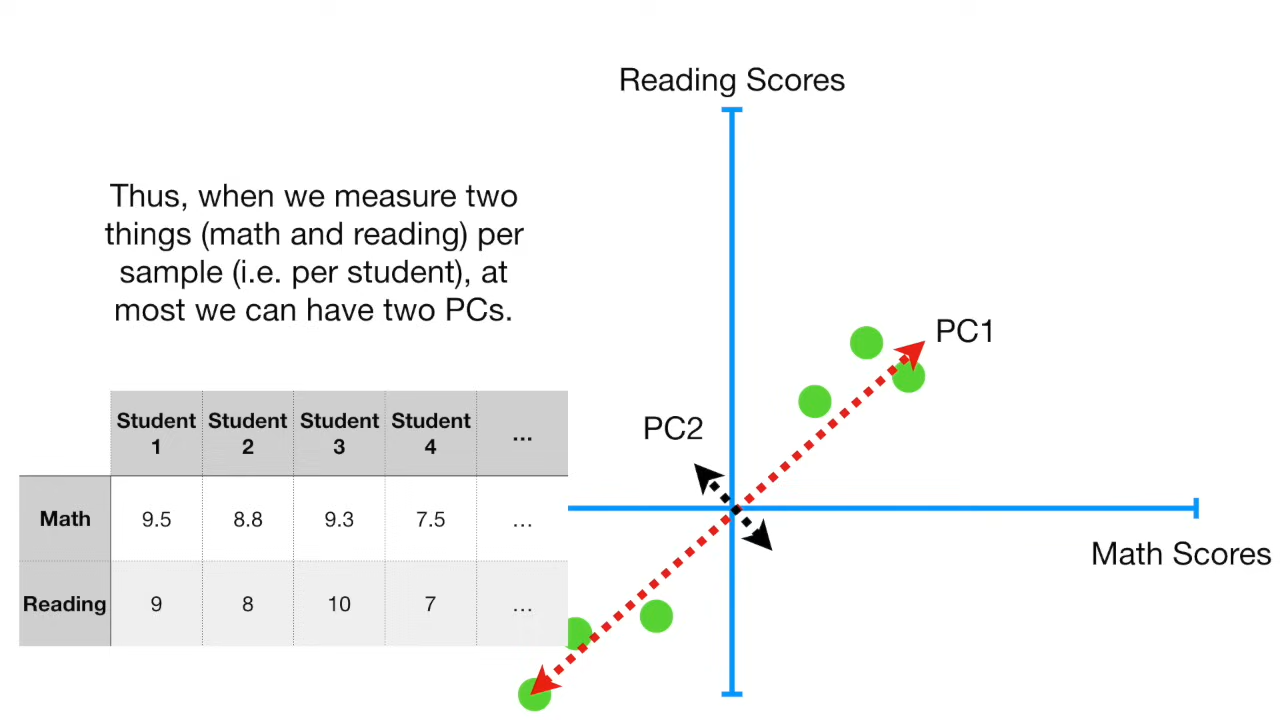 Reading Scores
Thus, when we measure two
things (math and reading) per
sample (i.e. per student), at
most we can have two PCs.
PC1
PC2
Math Scores
Student 1 Student 2 Student 3 Student 4 ...
Math 9.5 8.8 9.3 7.5 ...
Reading 9 8 10 7 ...